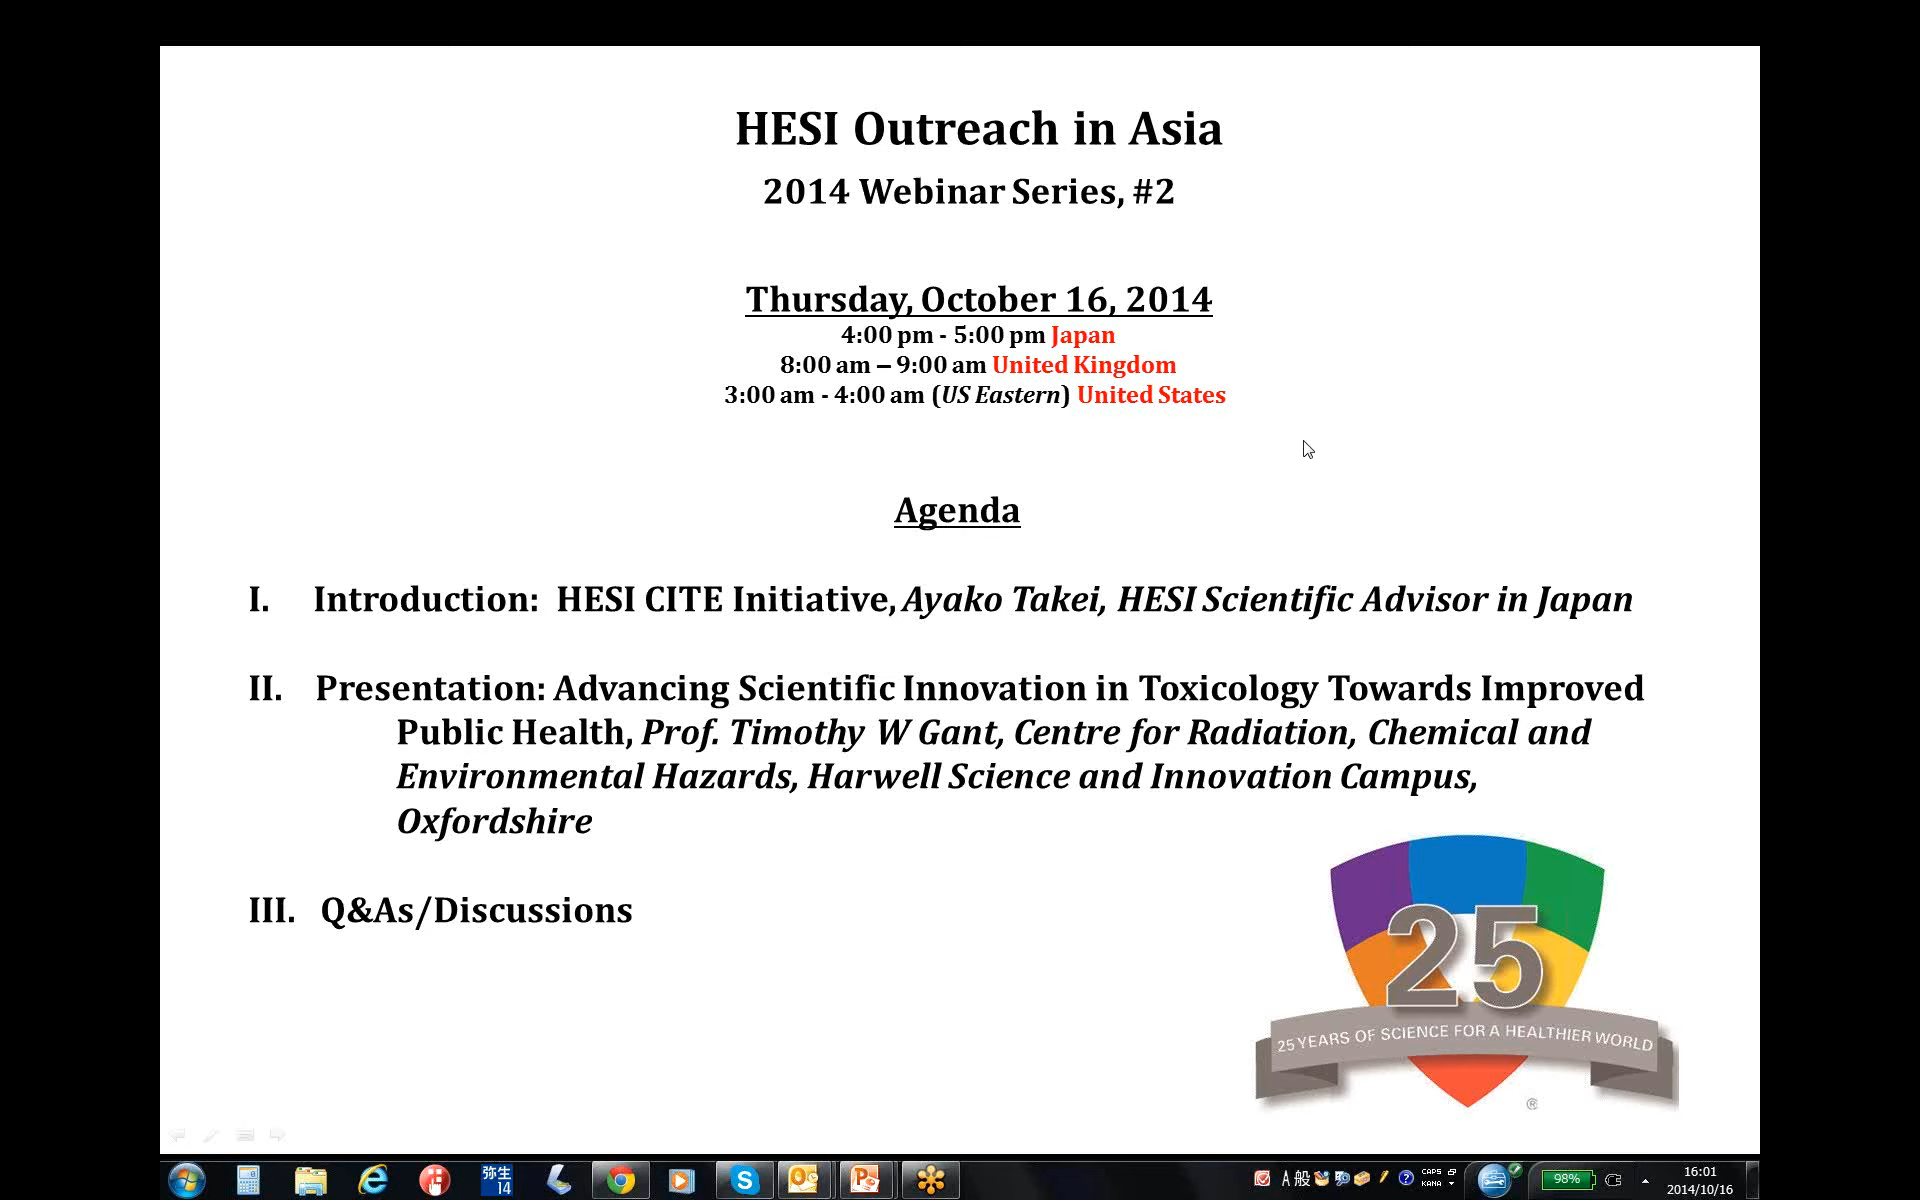 HESI Outreach in Asia
2014 Webinar Series, #2
Thursday, October 16, 2014
4:00 pm - 5:00 pm Japan
8:00 am – 9:00 am United Kingdom
3:00 am - 4:00 am (US Eastern) United States
Agenda
I. Introduction: HESI CITE Initiative, Ayako Takei, HESI Scientific Advisor in Japan
II. Presentation: Advancing Scientific Innovation in Toxicology Towards Improved
Public Health, Prof. Timothy W Gant, Centre for Radiation, Chemical and
Environmental Hazards, Harwell Science and Innovation Campus,
Oxfordshire
III. Q&As/Discussions
25
25 YEARS OF SCIENCE FOR A HEALTHIER WORLD
®
弥生
14
A 般
CAPS
KANA
98%
16:01
2014/10/16